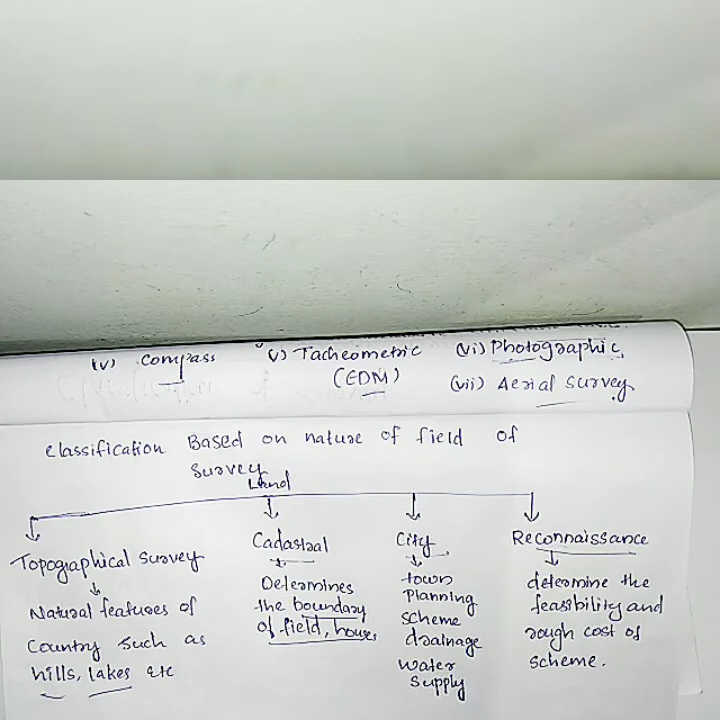 (v) Compass (v) Tacheometric (vi) Photographic,
(EDM) (vii) Aerial Survey
Classification Based on nature of field of
Survey
Land
Topographical Survey Cadastral City Reconnaissance
Natural features of
Country such as
hills, lakes etc
Determines
the boundary
of field, house,
town
Planning
scheme
drainage
Water
Supply
determine the
feasibility and
rough cost of
scheme.